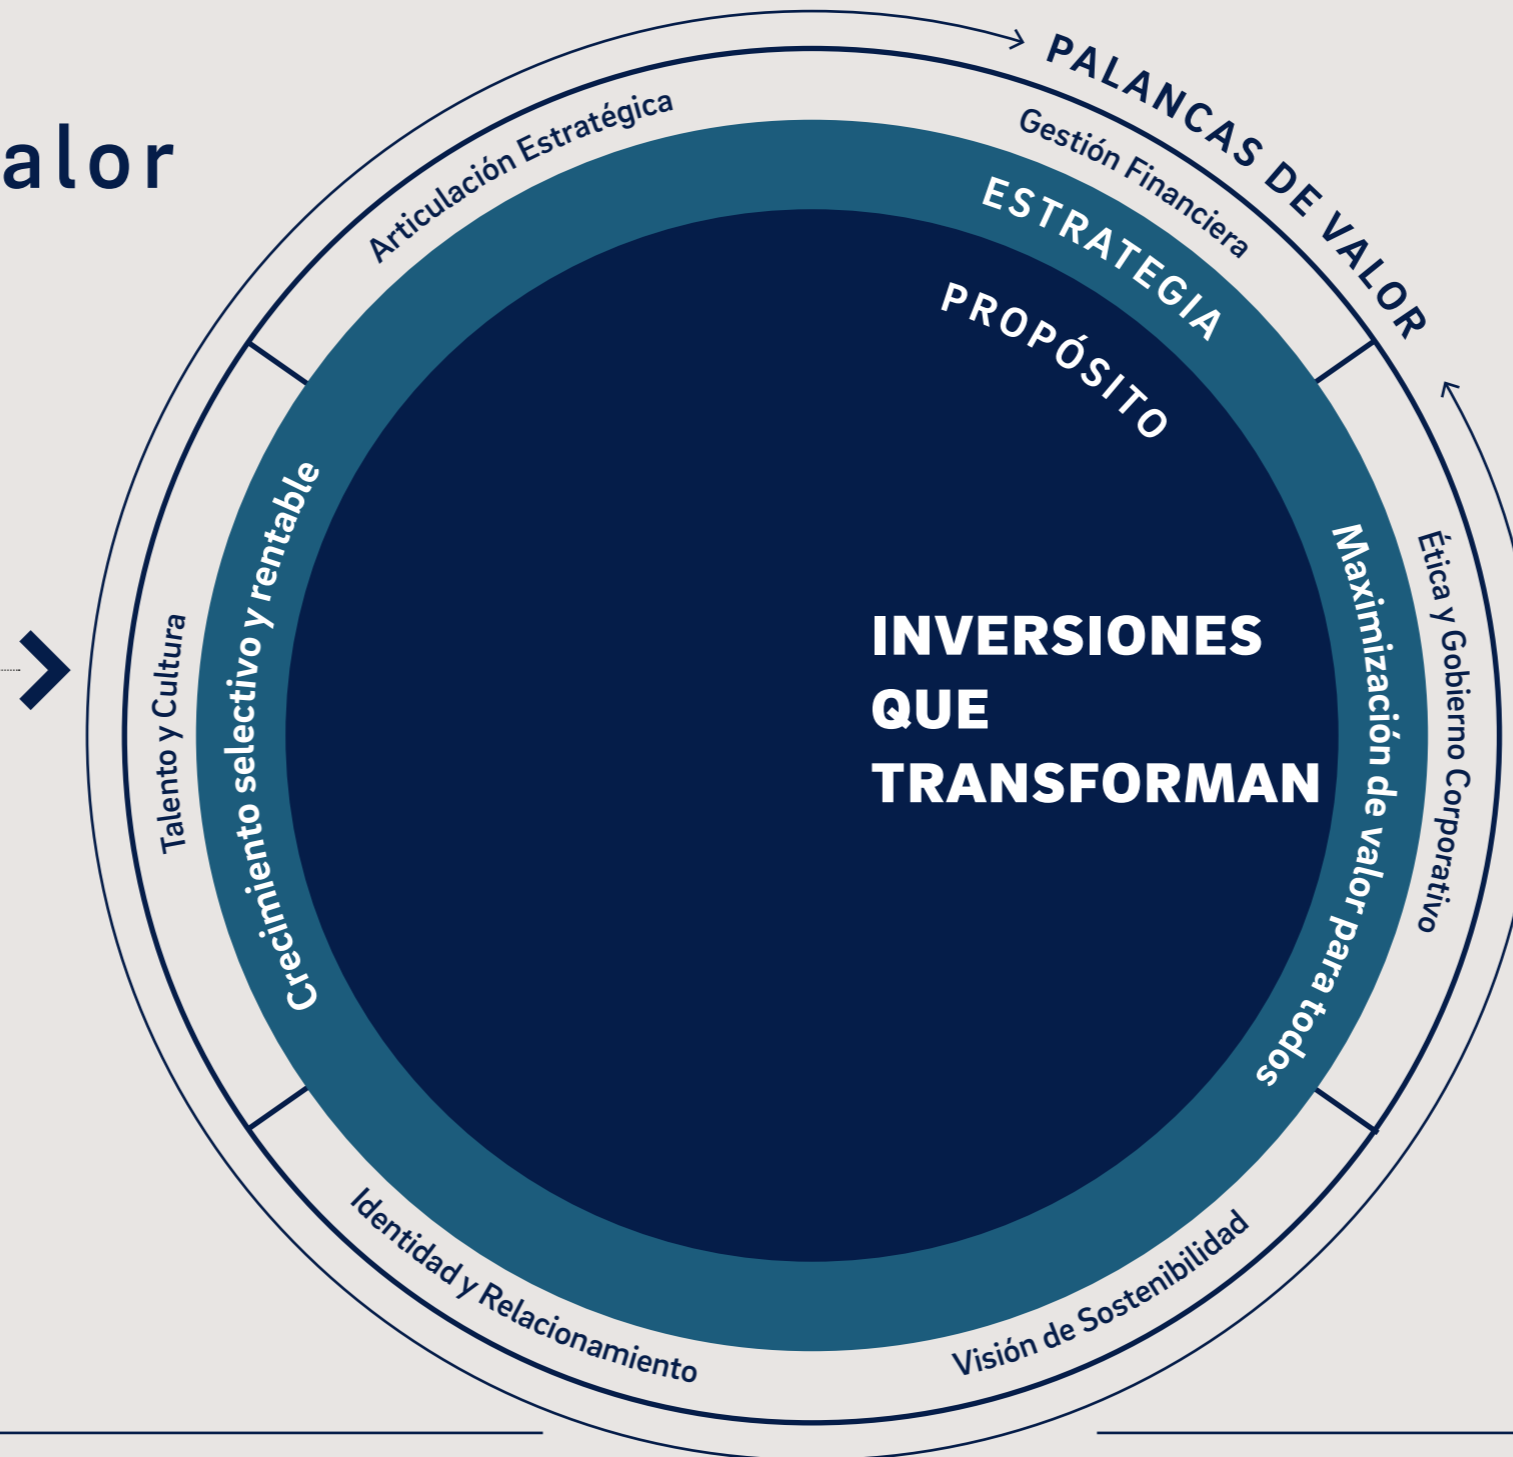 alor
PALANCAS DE VALOR
Articulación Estratégica
Gestión Financiera
ESTRATEGIA
PROPÓSITO
Crecimiento selectivo y rentable
Talento y Cultura
INVERSIONES
QUE
TRANSFORMAN
Maximización de valor para todos
Ética y Gobierno Corporativo
Identidad y Relacionamiento
Visión de Sostenibilidad